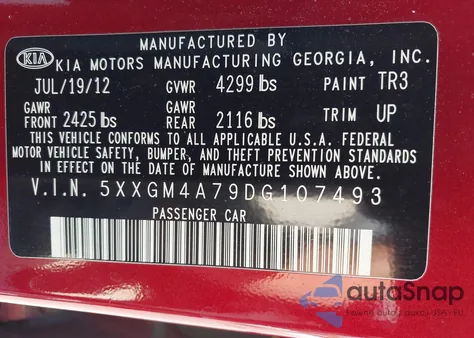 MANUFACTURED BY
KIA KIA MOTORS MANUFACTURING GEORGIA, INC.
JUL/19/12 GVWR 4299 lbs PAINT TR3
GAWR FRONT 2425 lbs GAWR REAR 2116 lbs TRIM UP
THIS VEHICLE CONFORMS TO ALL APPLICABLE U.S.A. FEDERAL
MOTOR VEHICLE SAFETY, BUMPER, AND THEFT PREVENTION STANDARDS
IN EFFECT ON THE DATE OF MANUFACTURE SHOWN ABOVE.
V.I.N. 5XXGM4A79DG107493
PASSENGER CAR
autoSnap